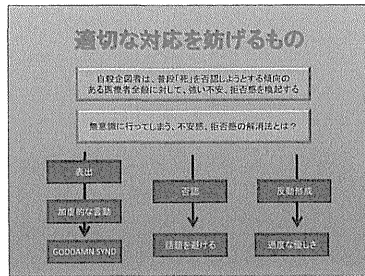 適切な対応を妨げるもの
自殺企図者は、普段「死」を否認しようとする傾向の
ある医療者全般に対して、強い不安、拒否感を喚起する
無意識に行ってしまう、不安感、拒否感の解消法とは？
表出
否認
反動形成
加虐的な言動
GODDAMN SYND
話題を避ける
過度な優しさ